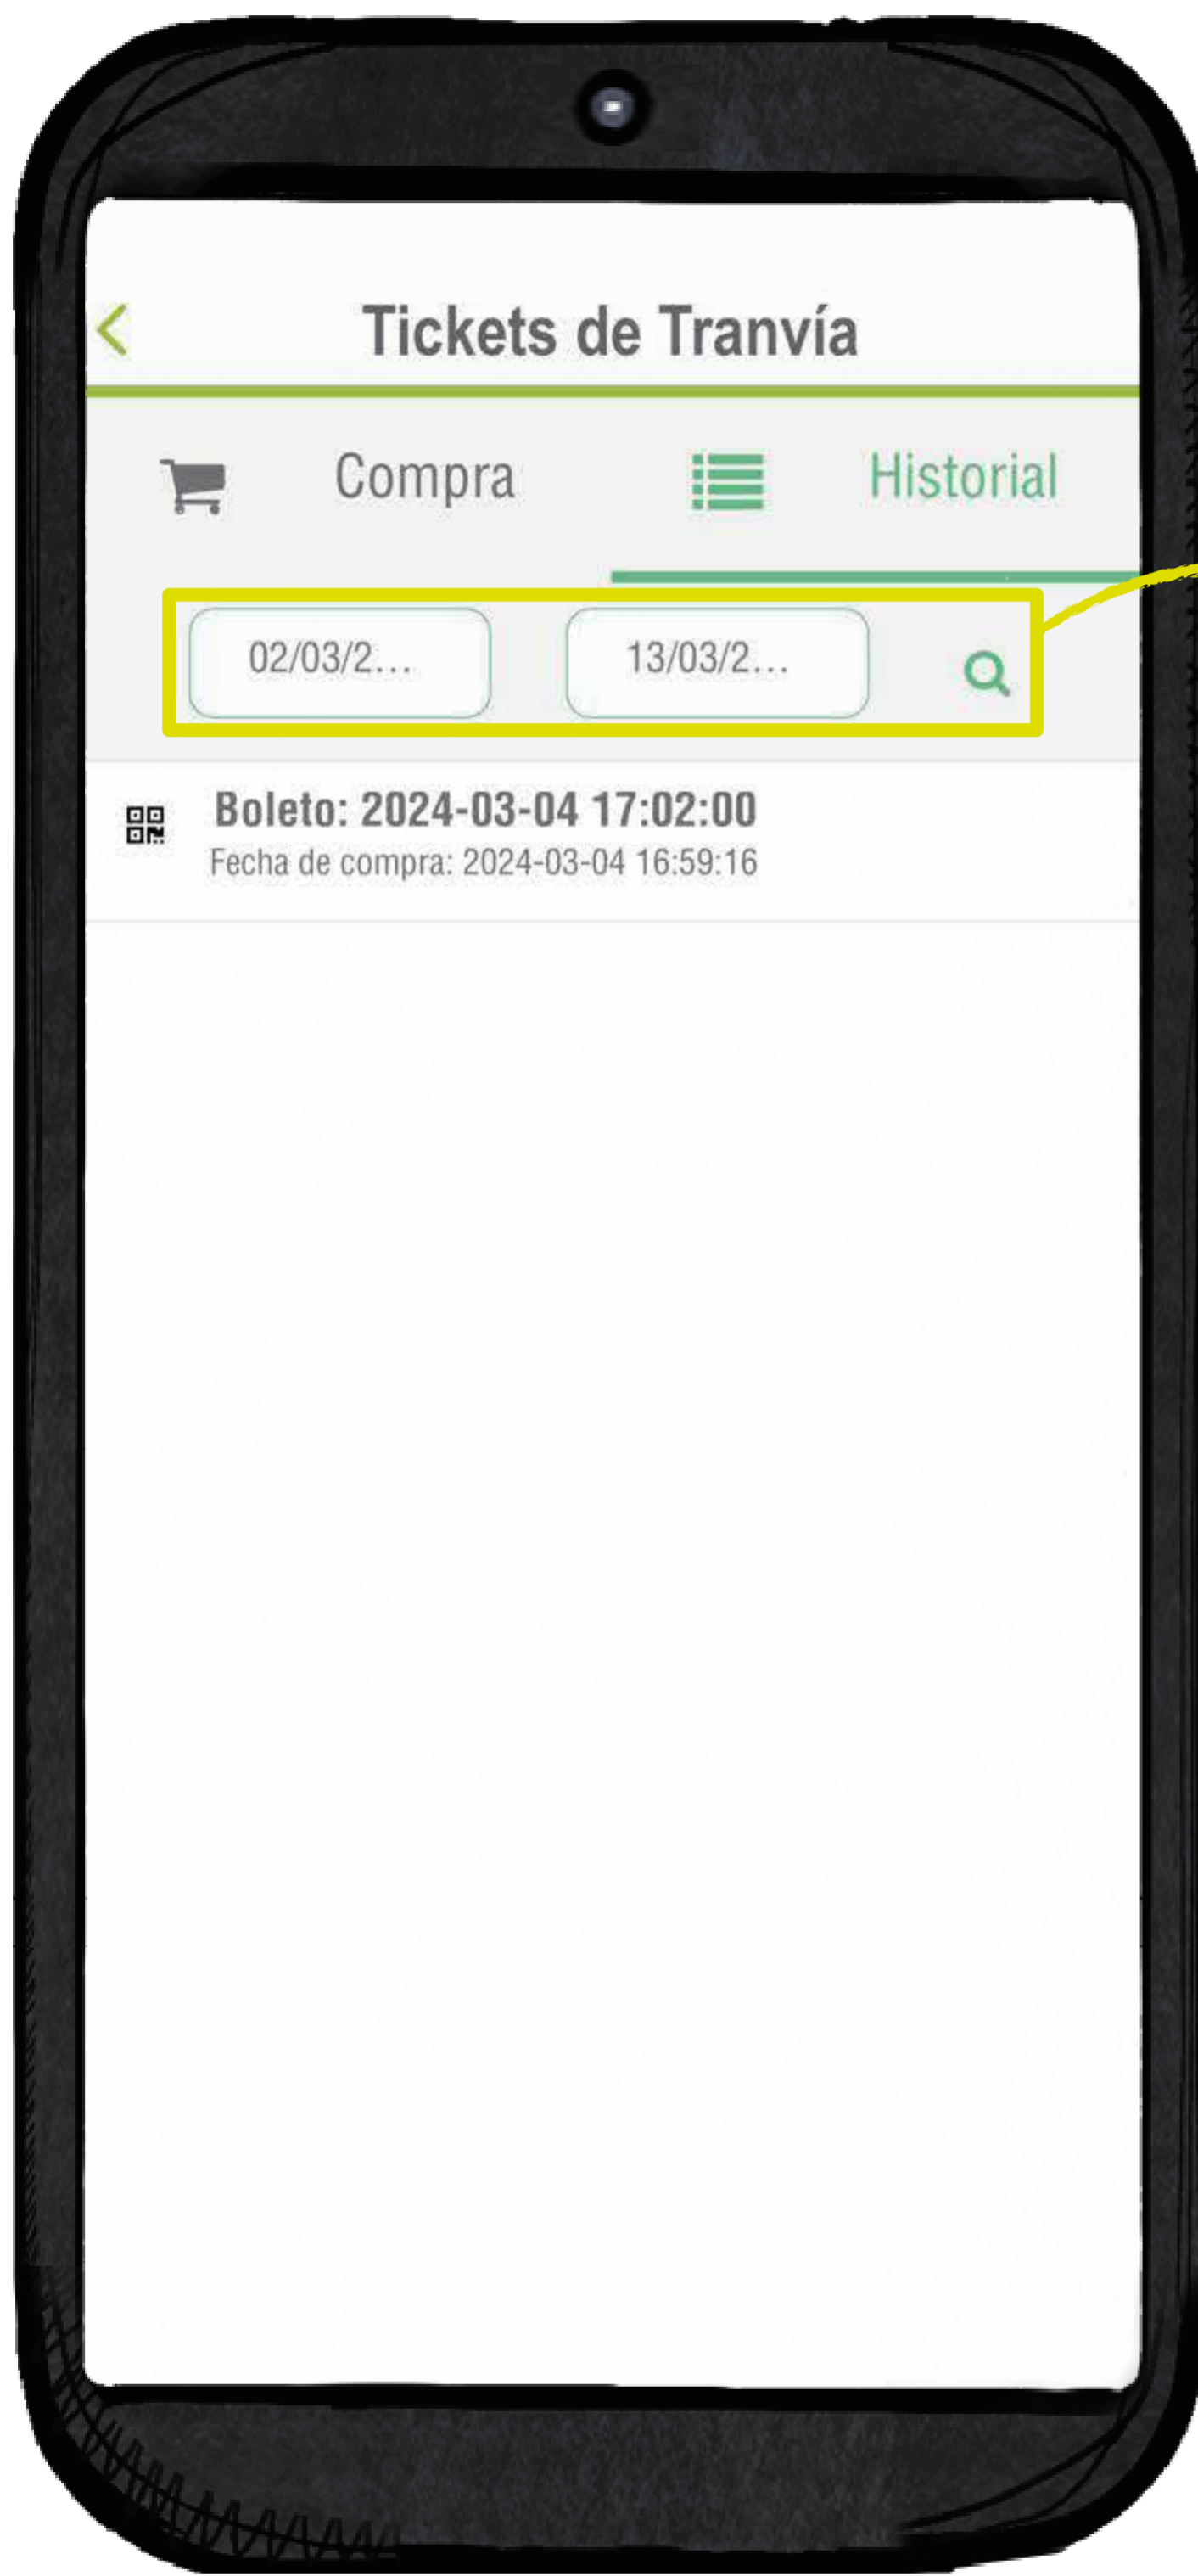 Tickets de Tranvía
Compra
Historial
02/03/2...
13/03/2...
Boleto: 2024-03-04 17:02:00
Fecha de compra: 2024-03-04 16:59:16